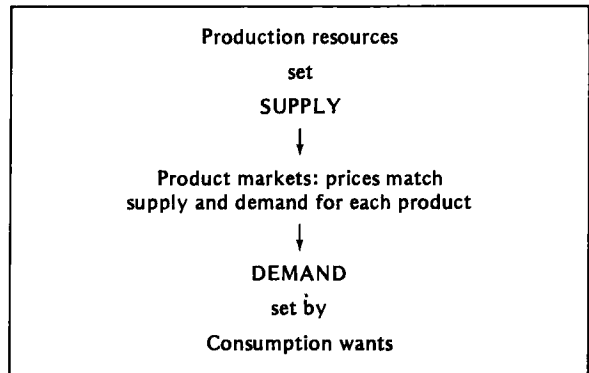 Production resources
set
SUPPLY
Product markets: prices match
supply and demand for each product
DEMAND
set by
Consumption wants